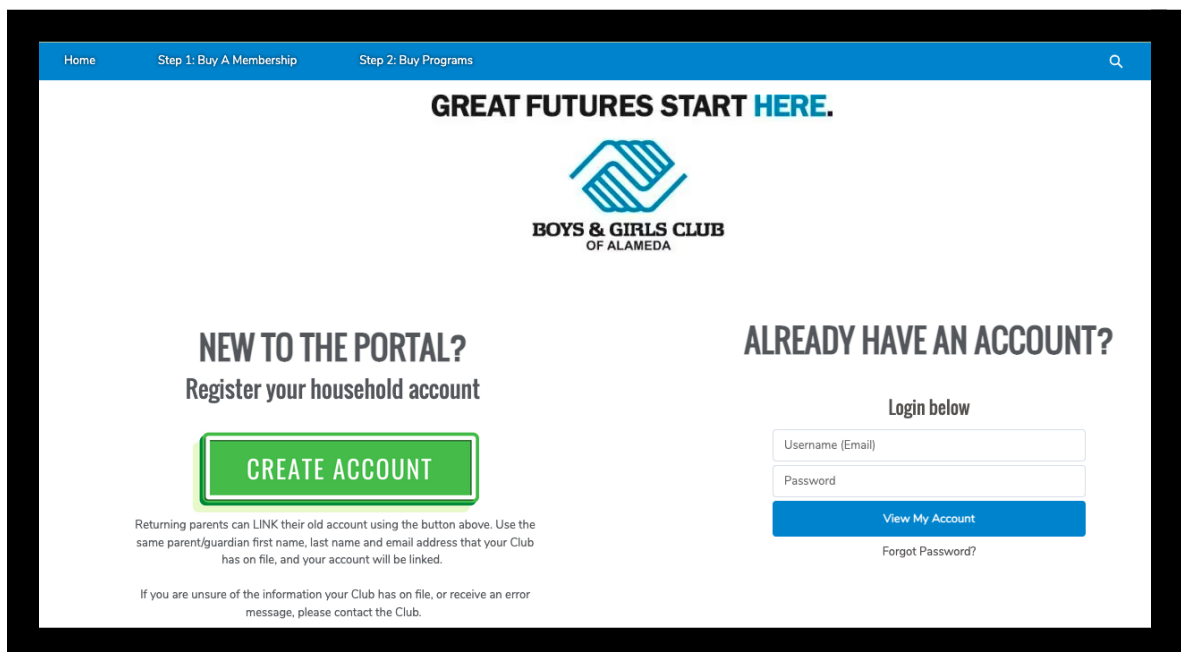 Home Step 1: Buy A Membership Step 2: Buy Programs
GREAT FUTURES START HERE.
BOYS & GIRLS CLUB
OF ALAMEDA
NEW TO THE PORTAL?
Register your household account
CREATE ACCOUNT
Returning parents can LINK their old account using the button above. Use the
same parent/guardian first name, last name and email address that your Club
has on file, and your account will be linked.
If you are unsure of the information your Club has on file, or receive an error
message, please contact the Club.
ALREADY HAVE AN ACCOUNT?
Login below
Username (Email)
Password
View My Account
Forgot Password?